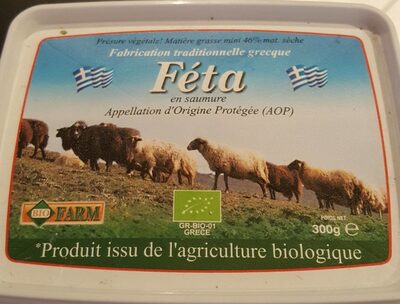 Présure végétale! Matière grasse mini 46% mat. sèche
Fabrication traditionnelle grecque
Féta
en saumure
Appellation d'Origine Protégée (AOP)
BIO FARM
GR-BIO-01
GRECE
POIDS NET
300g ℮
*Produit issu de l'agriculture biologique